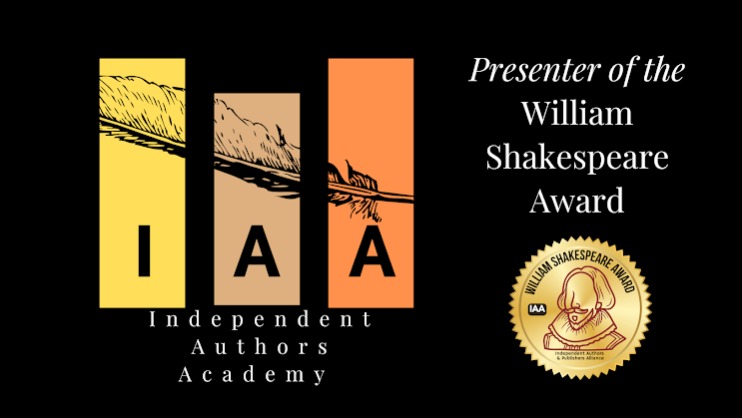 I A A
Independent
Authors
Academy
Presenter of the
William
Shakespeare
Award
WILLIAM SHAKESPEARE AWARD
IAA
Independent Authors
& Publishers Alliance